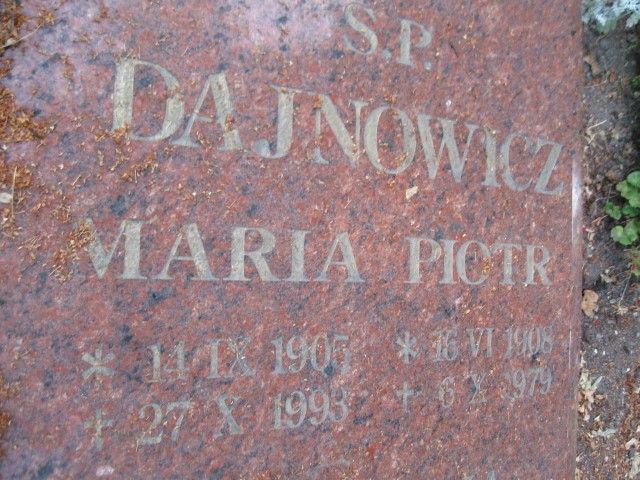 S.P.
DAJNOWICZ
MARIA PIOTR
* 14 IX 1905 * 16 VI 1908
+ 27 X 1993 + 6 X 1979